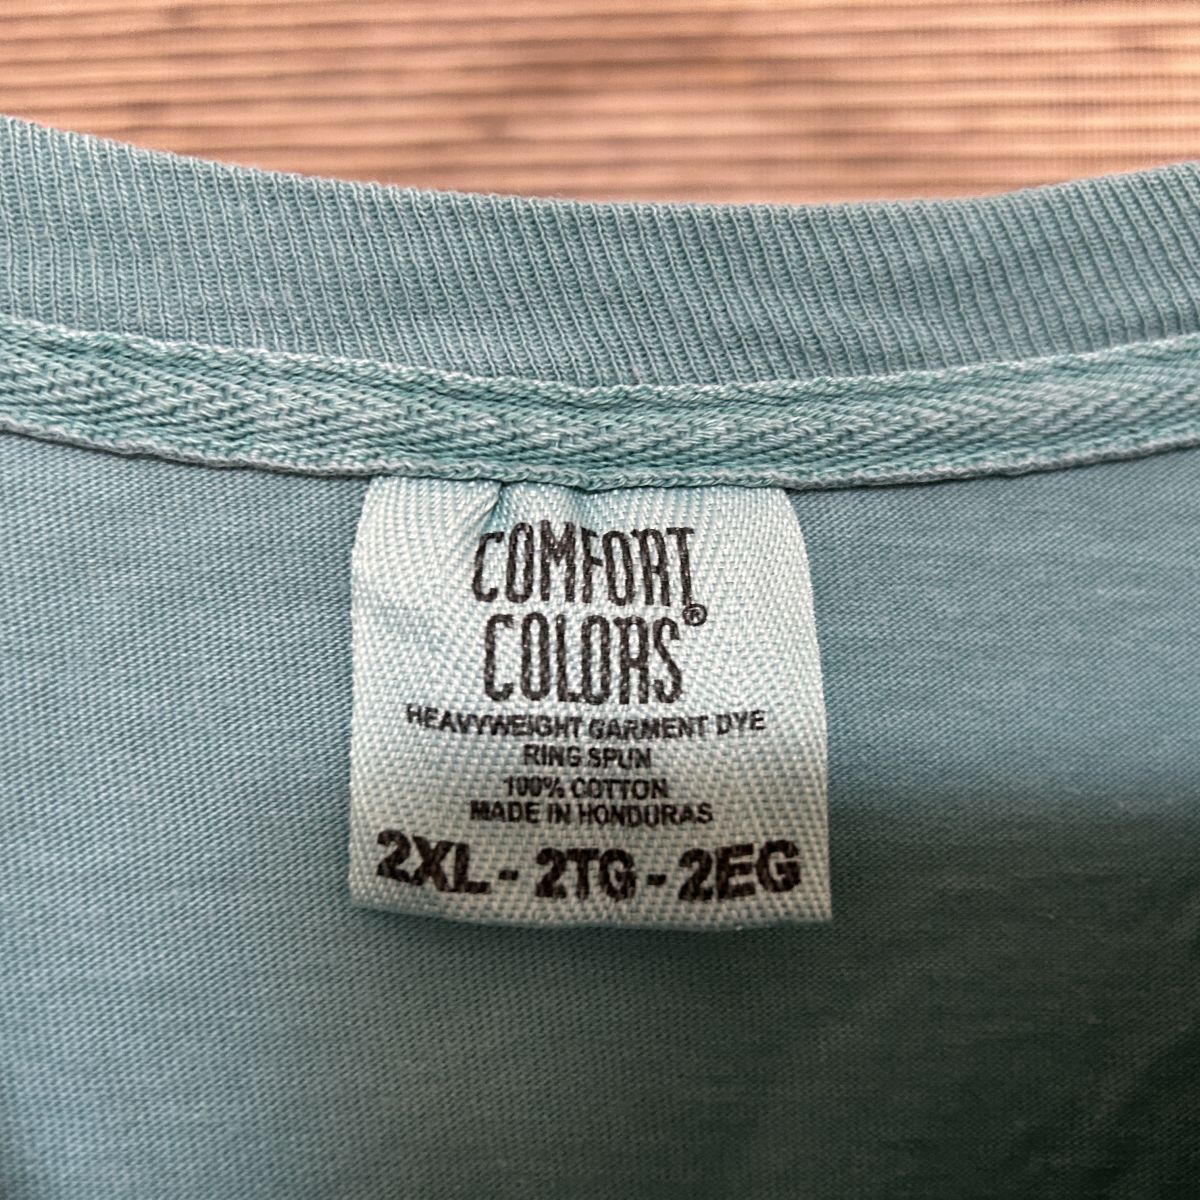 COMFORT
COLORS®
HEAVYWEIGHT GARMENT DYE
RING SPUN
100% COTTON
MADE IN HONDURAS
2XL - 2TG - 2EG